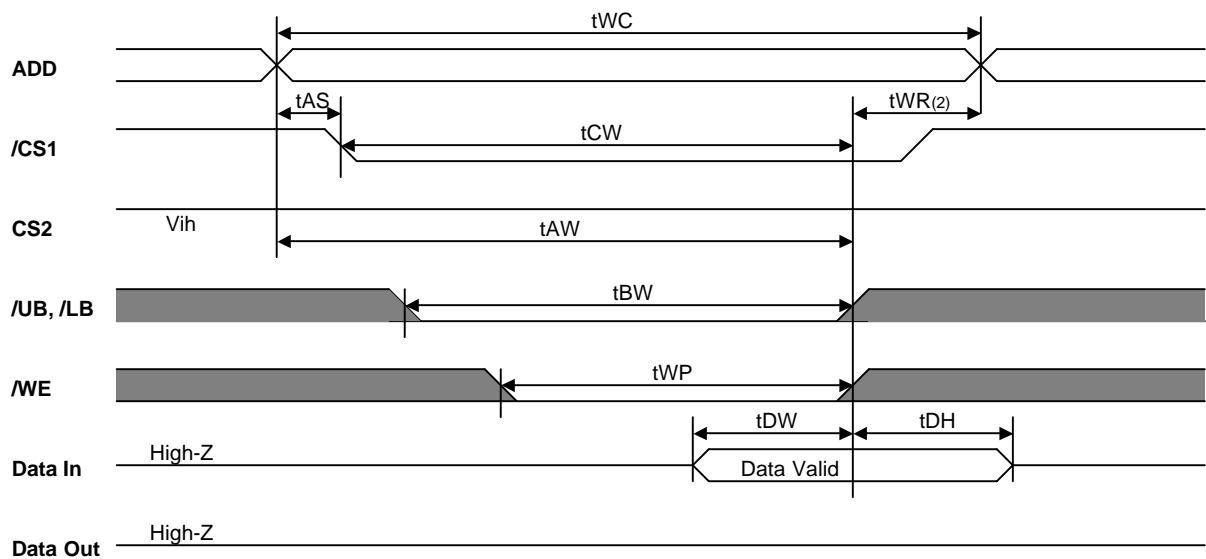 tWC
ADD
tAS
tWR(2)
/CS1
tCW
CS2
Vih
tAW
/UB, /LB
tBW
/WE
tWP
tDW
tDH
Data In
High-Z
Data Valid
Data Out
High-Z